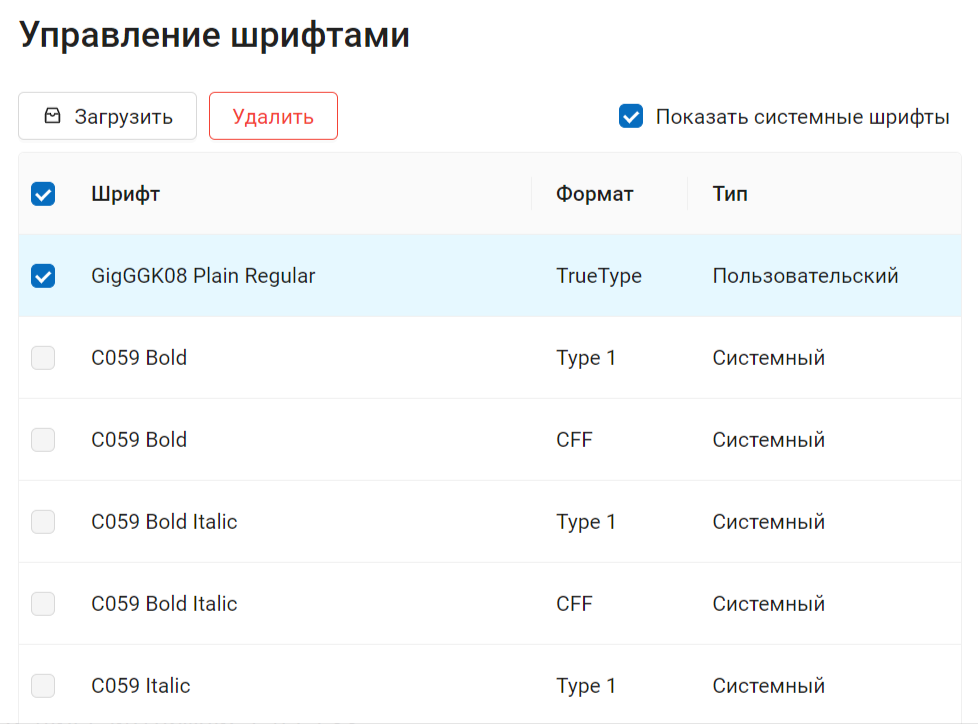 Управление шрифтами
Загрузить Удалить Показать системные шрифты
Шрифт Формат Тип
GigGGK08 Plain Regular TrueType Пользовательский
C059 Bold Type 1 Системный
C059 Bold CFF Системный
C059 Bold Italic Type 1 Системный
C059 Bold Italic CFF Системный
C059 Italic Type 1 Системный